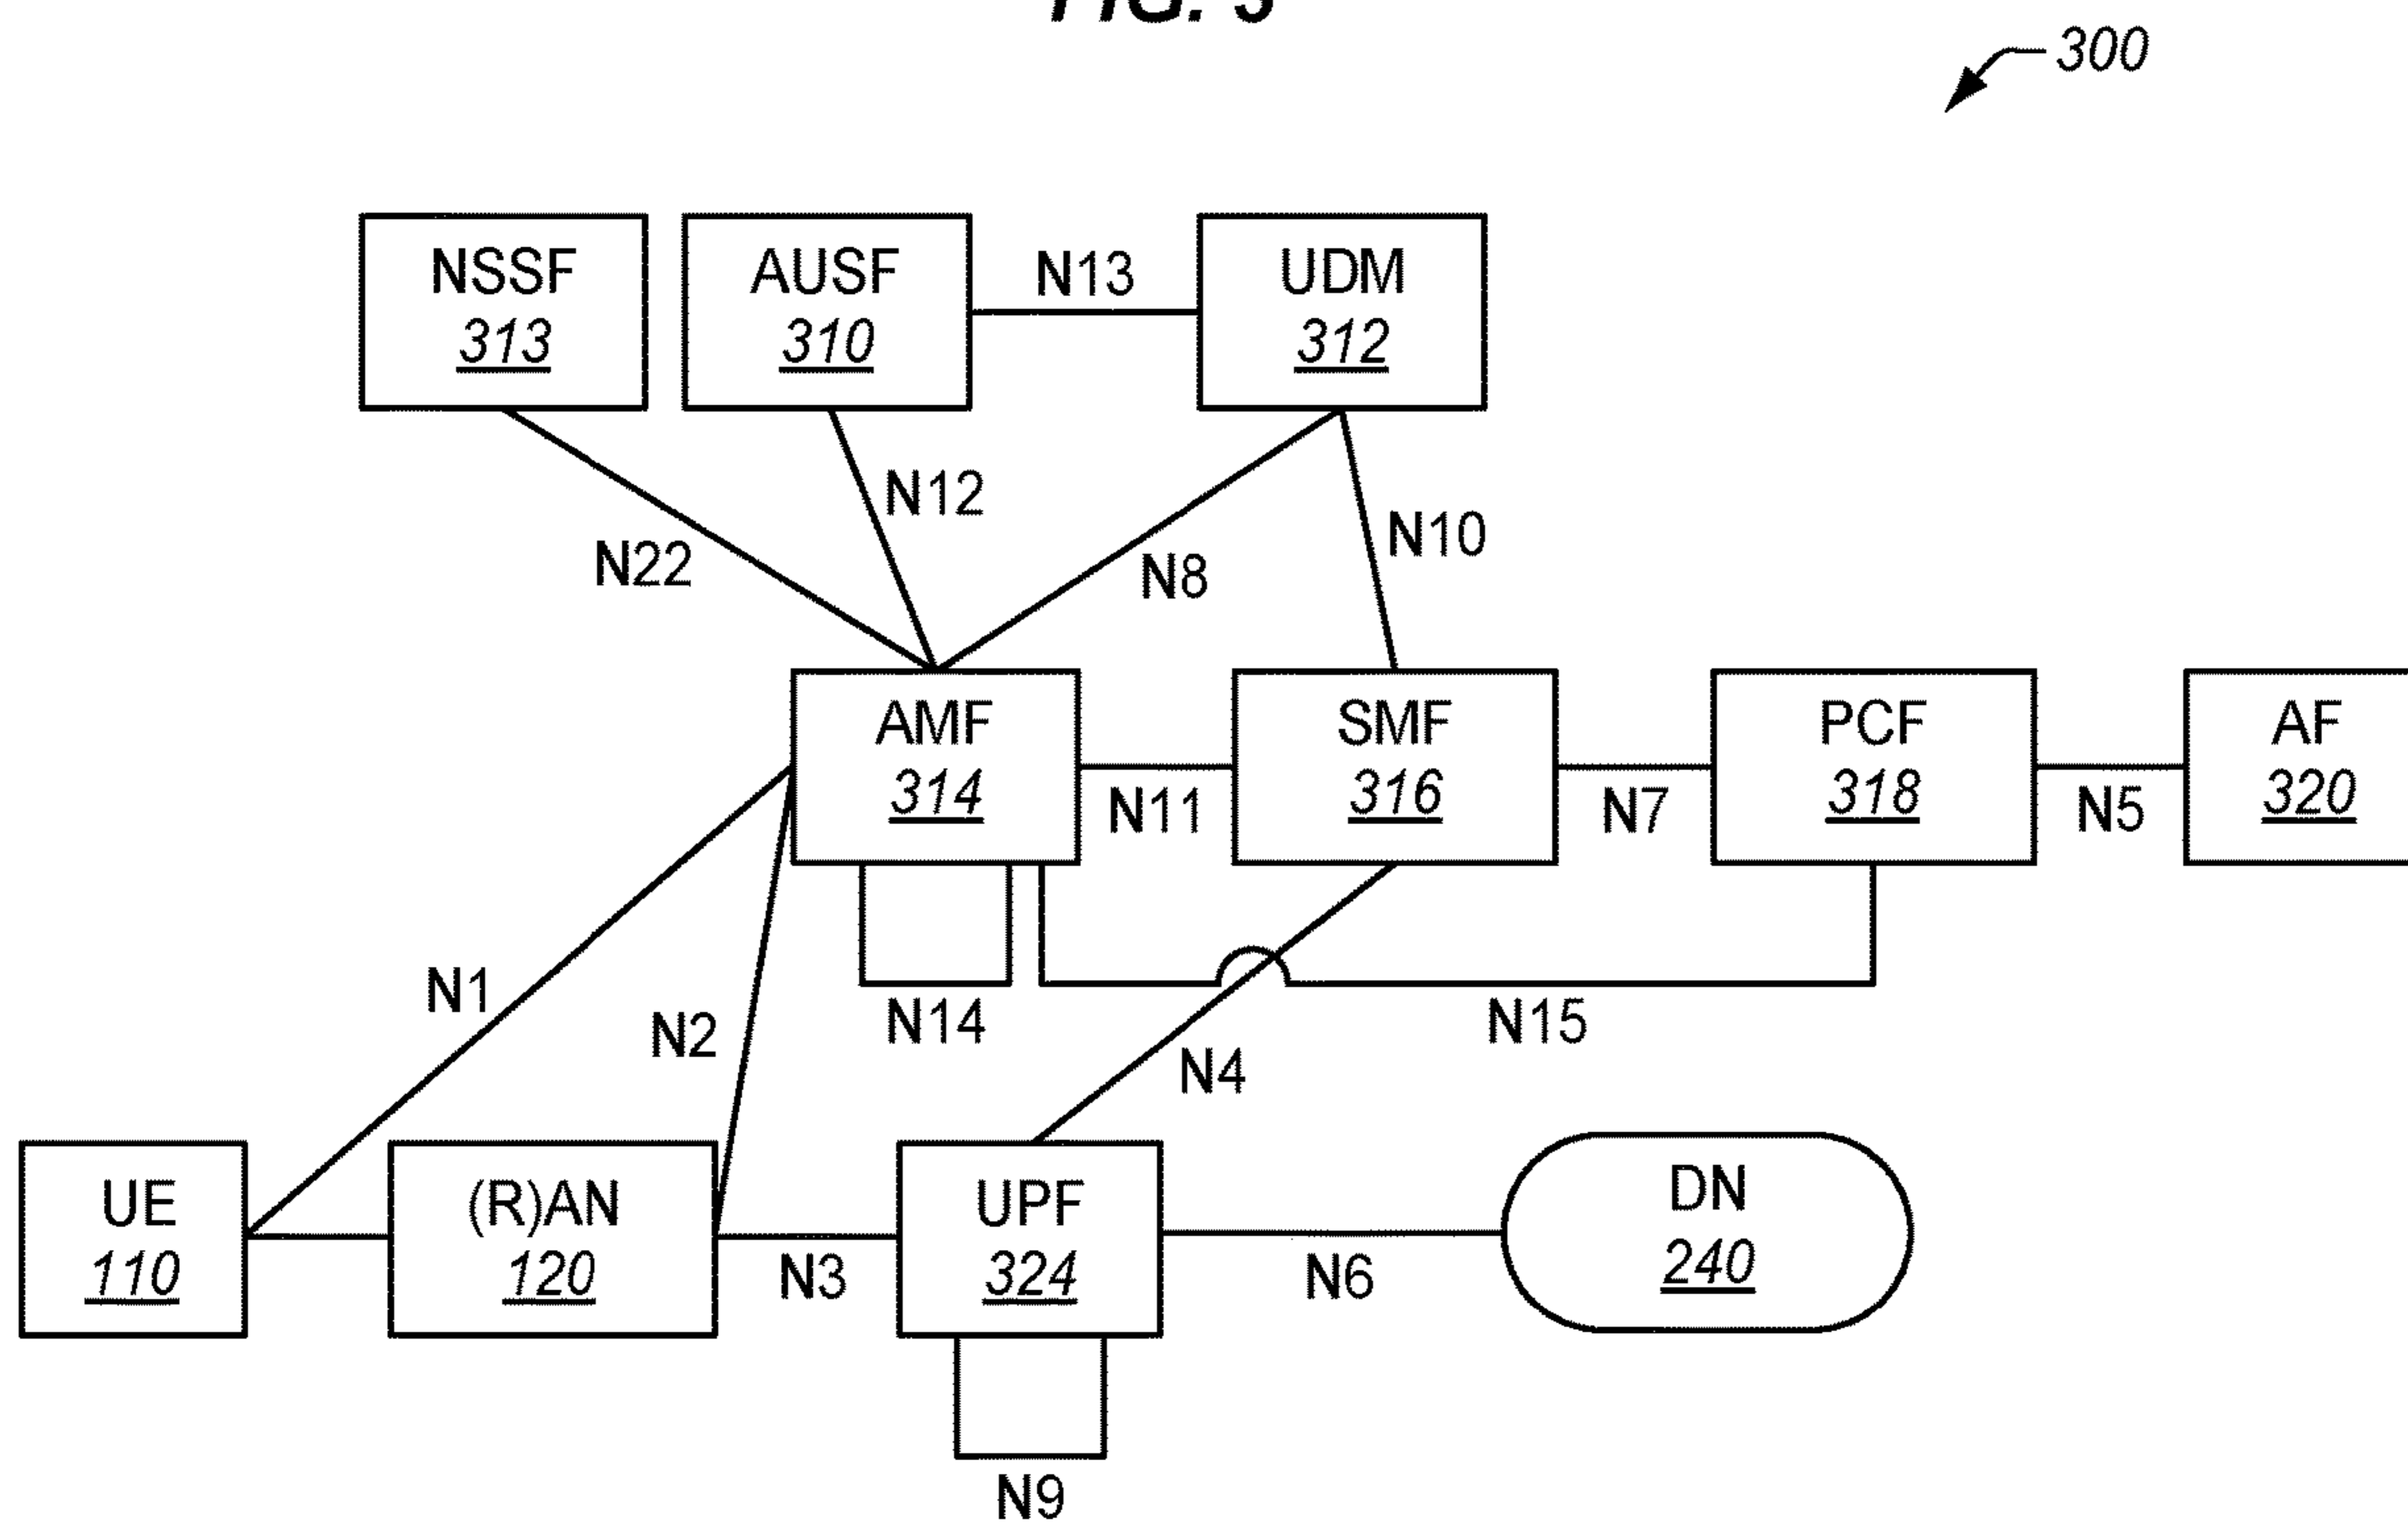 FIG. 3
300
NSSF
313
AUSF
310
N13
UDM
312
N12
N22
N8
N10
AMF
314
N11
SMF
316
N7
PCF
318
N5
AF
320
N1
N2
N14
N15
N4
UE
110
(R)AN
120
N3
UPF
324
N6
DN
240
N9